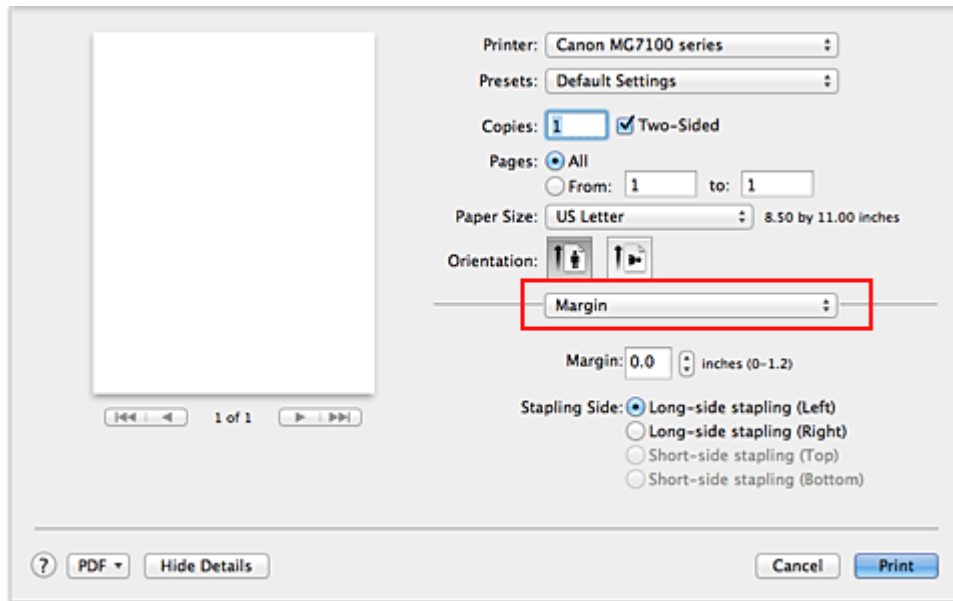 Printer: Canon MG7100 series
Presets: Default Settings
Copies: 1 Two-Sided
Pages: All
From: 1 to: 1
Paper Size: US Letter 8.50 by 11.00 inches
Orientation:
Margin
Margin: 0.0 inches (0-1.2)
Stapling Side: Long-side stapling (Left)
Long-side stapling (Right)
Short-side stapling (Top)
Short-side stapling (Bottom)
1 of 1
? PDF Hide Details Cancel Print